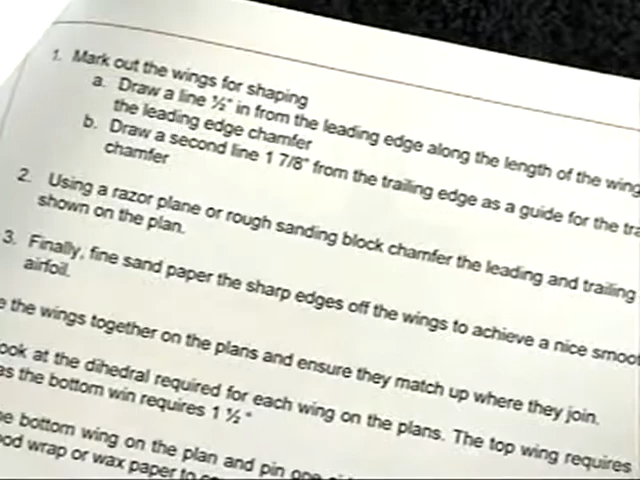 1. Mark out the wings for shaping
a. Draw a line ½" in from the leading edge along the length of the wing
the leading edge chamfer
b. Draw a second line 1 7/8" from the trailing edge as a guide for the tra
chamfer
2. Using a razor plane or rough sanding block chamfer the leading and trailing
shown on the plan.
3. Finally, fine sand paper the sharp edges off the wings to achieve a nice smoot
airfoil.
e the wings together on the plans and ensure they match up where they join.
ook at the dihedral required for each wing on the plans. The top wing requires
as the bottom win requires 1 ½"
he bottom wing on the plan and pin one
ood wrap or wax paper to